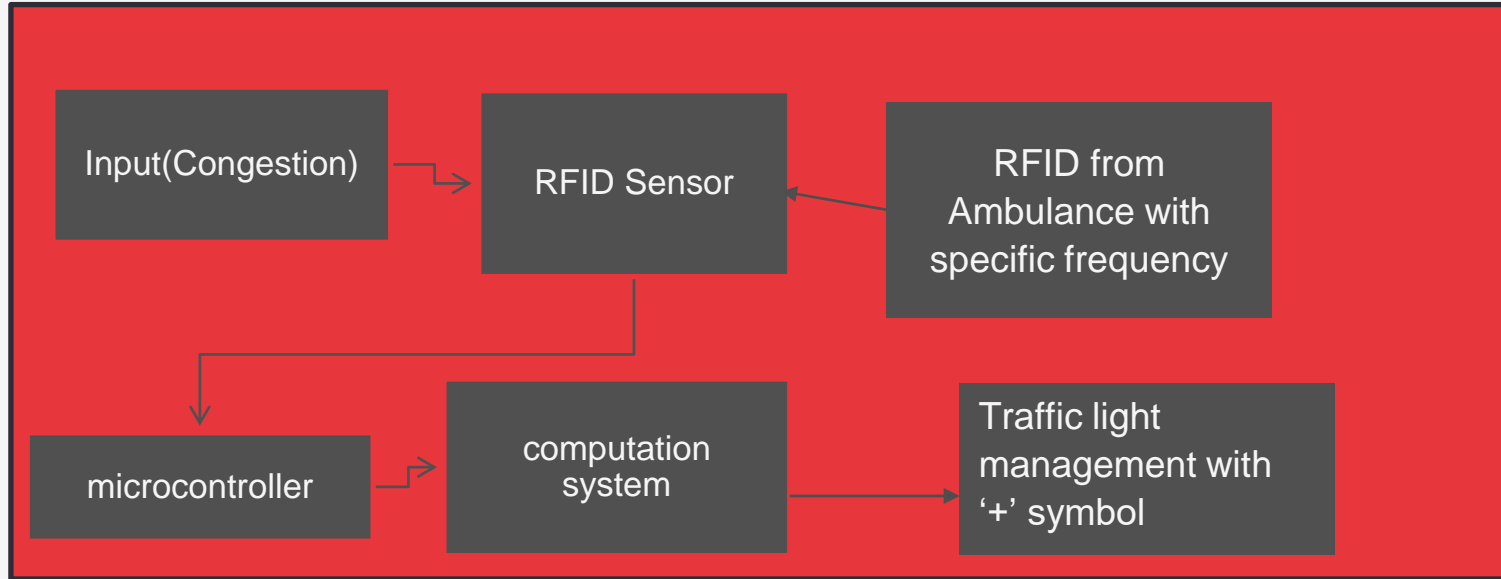 Input(Congestion)
RFID Sensor
RFID from
Ambulance with
specific frequency
microcontroller
computation
system
Traffic light
management with
‘+’ symbol